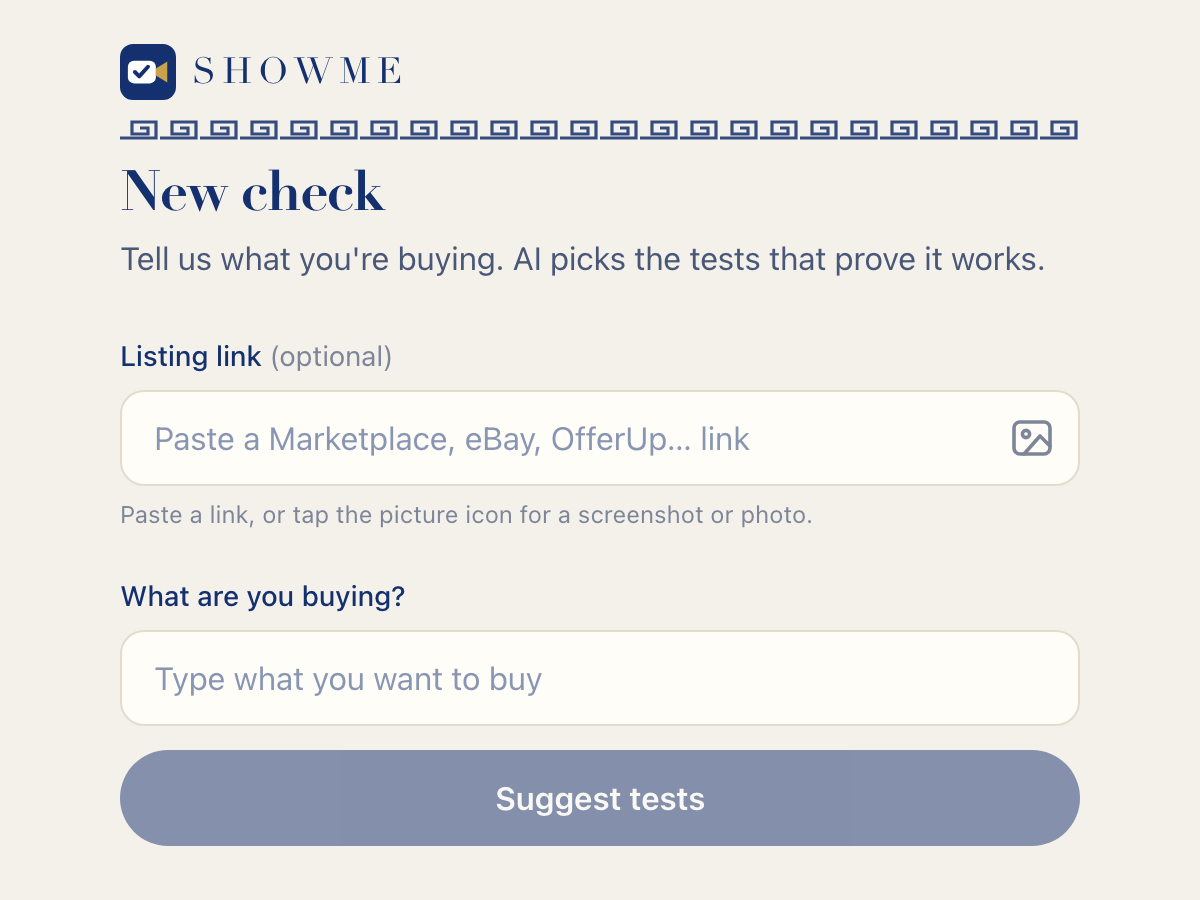 SHOWME
New check
Tell us what you're buying. AI picks the tests that prove it works.
Listing link (optional)
Paste a Marketplace, eBay, OfferUp... link
Paste a link, or tap the picture icon for a screenshot or photo.
What are you buying?
Type what you want to buy
Suggest tests